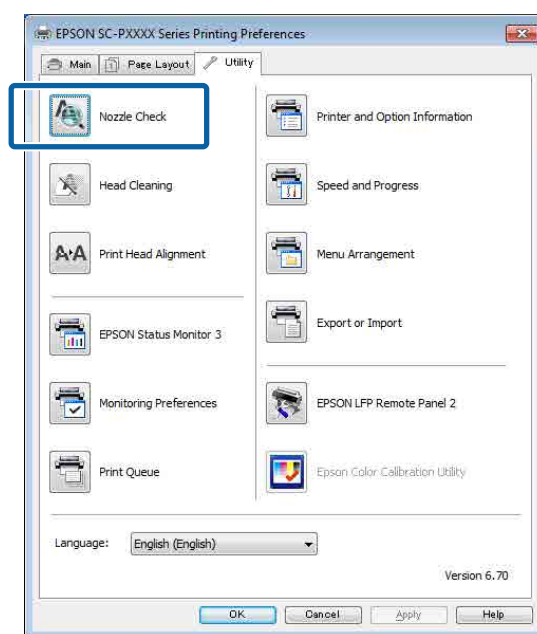 EPSON SC-PXXXX Series Printing Preferences
Main
Page Layout
Utility
Nozzle Check
Printer and Option Information
Head Cleaning
Speed and Progress
A A
Print Head Alignment
Menu Arrangement
EPSON Status Monitor 3
Export or Import
Monitoring Preferences
EPSON LFP Remote Panel 2
Print Queue
Epson Color Calibration Utility
Language:
English (English)
Version 6.70
OK
Cancel
Apply
Help